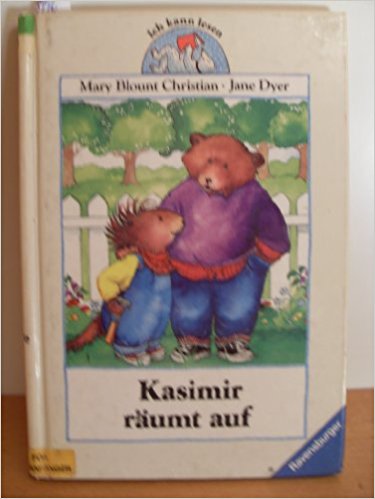 ich kann lesen
Mary Blount Christian · Jane Dyer
Kasimir
räumt auf
Ravensburger